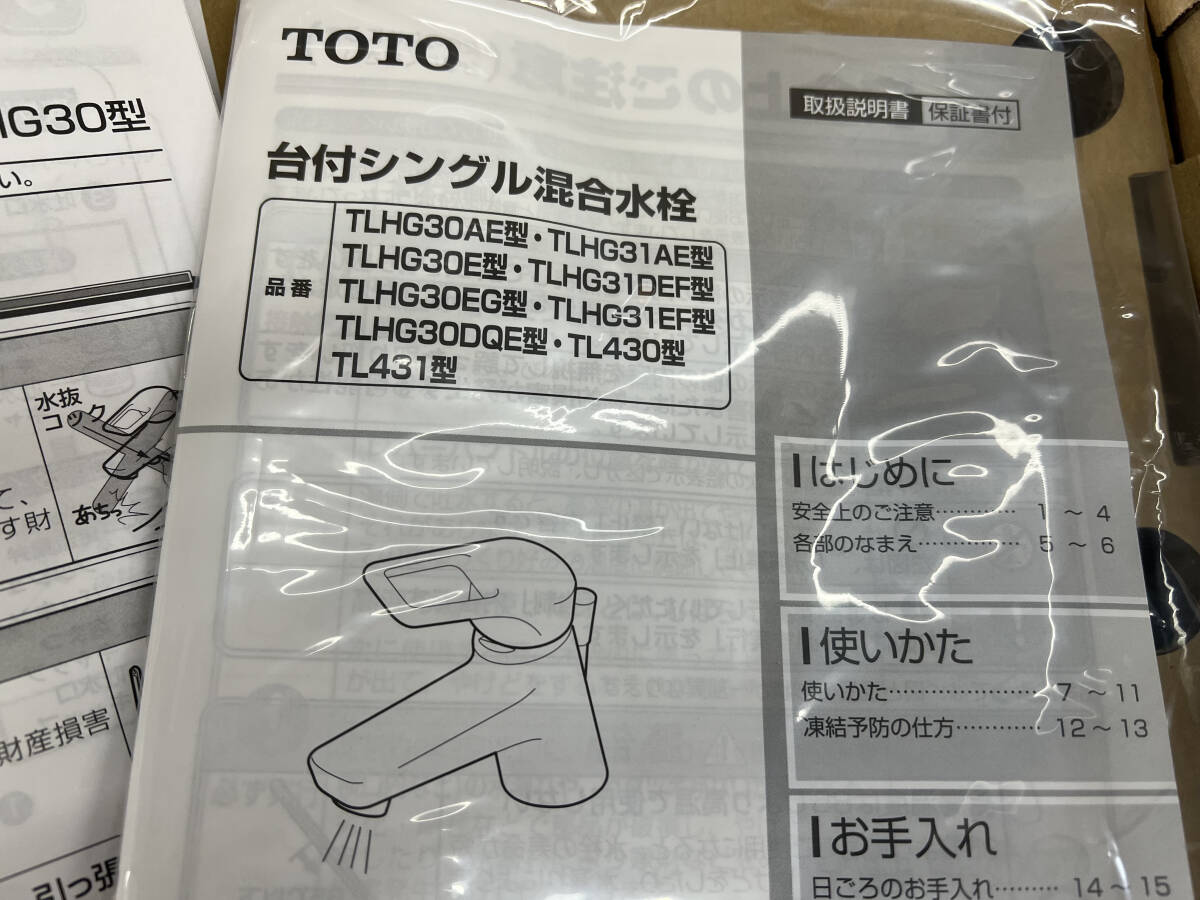 TOTO
取扱説明書 保証書付
台付シングル混合水栓
品番
TLHG30AE型・TLHG31AE型
TLHG30E型・TLHG31DEF型
TLHG30EG型・TLHG31EF型
TLHG30DQE型・TL430型
TL431型
はじめに
安全上のご注意………… 1 ~ 4
各部のなまえ…………… 5 ~ 6
使いかた
使いかた………………… 7 ~ 11
凍結予防の仕方………… 12 ~ 13
お手入れ
日ごろのお手入れ……… 14 ~ 15
HG30型
い。
水抜
コック
あちっ
て、
す財
財産損害
引っ張